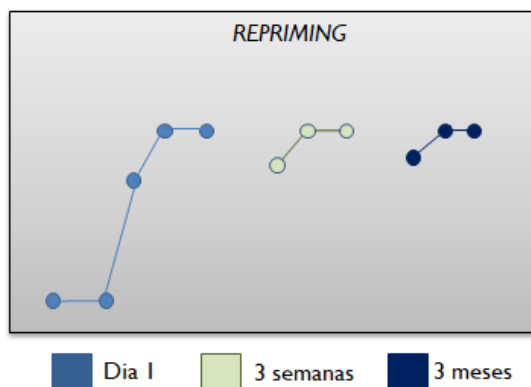 REPRIMING
Dia 1
3 semanas
3 meses